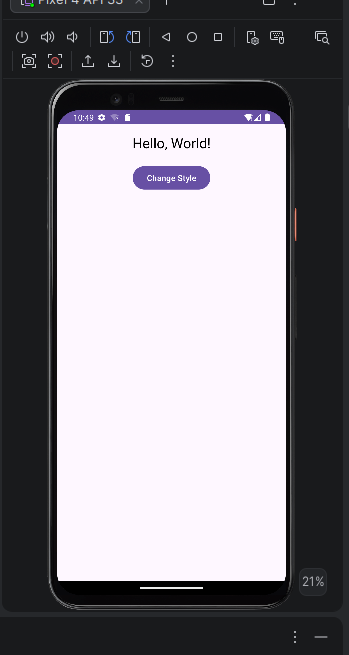 Pixel 4 API 33
10:49
Hello, World!
Change Style
21%